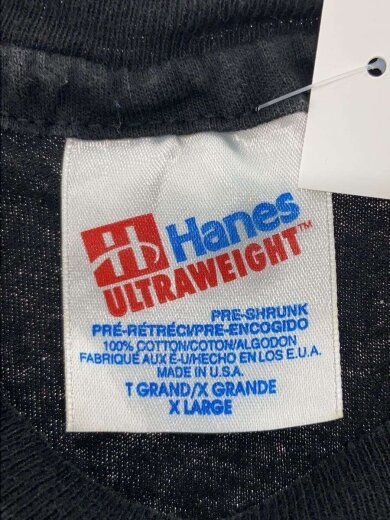 Hanes
ULTRAWEIGHT™
PRE-SHRUNK
PRÉ-RÉTRÉCI/PRE-ENCOGIDO
100% COTTON/COTON/ALGODON
FABRIQUÉ AUX É-U/HECHO EN LOS E.U.A.
MADE IN U.S.A.
T GRAND/X GRANDE
X LARGE